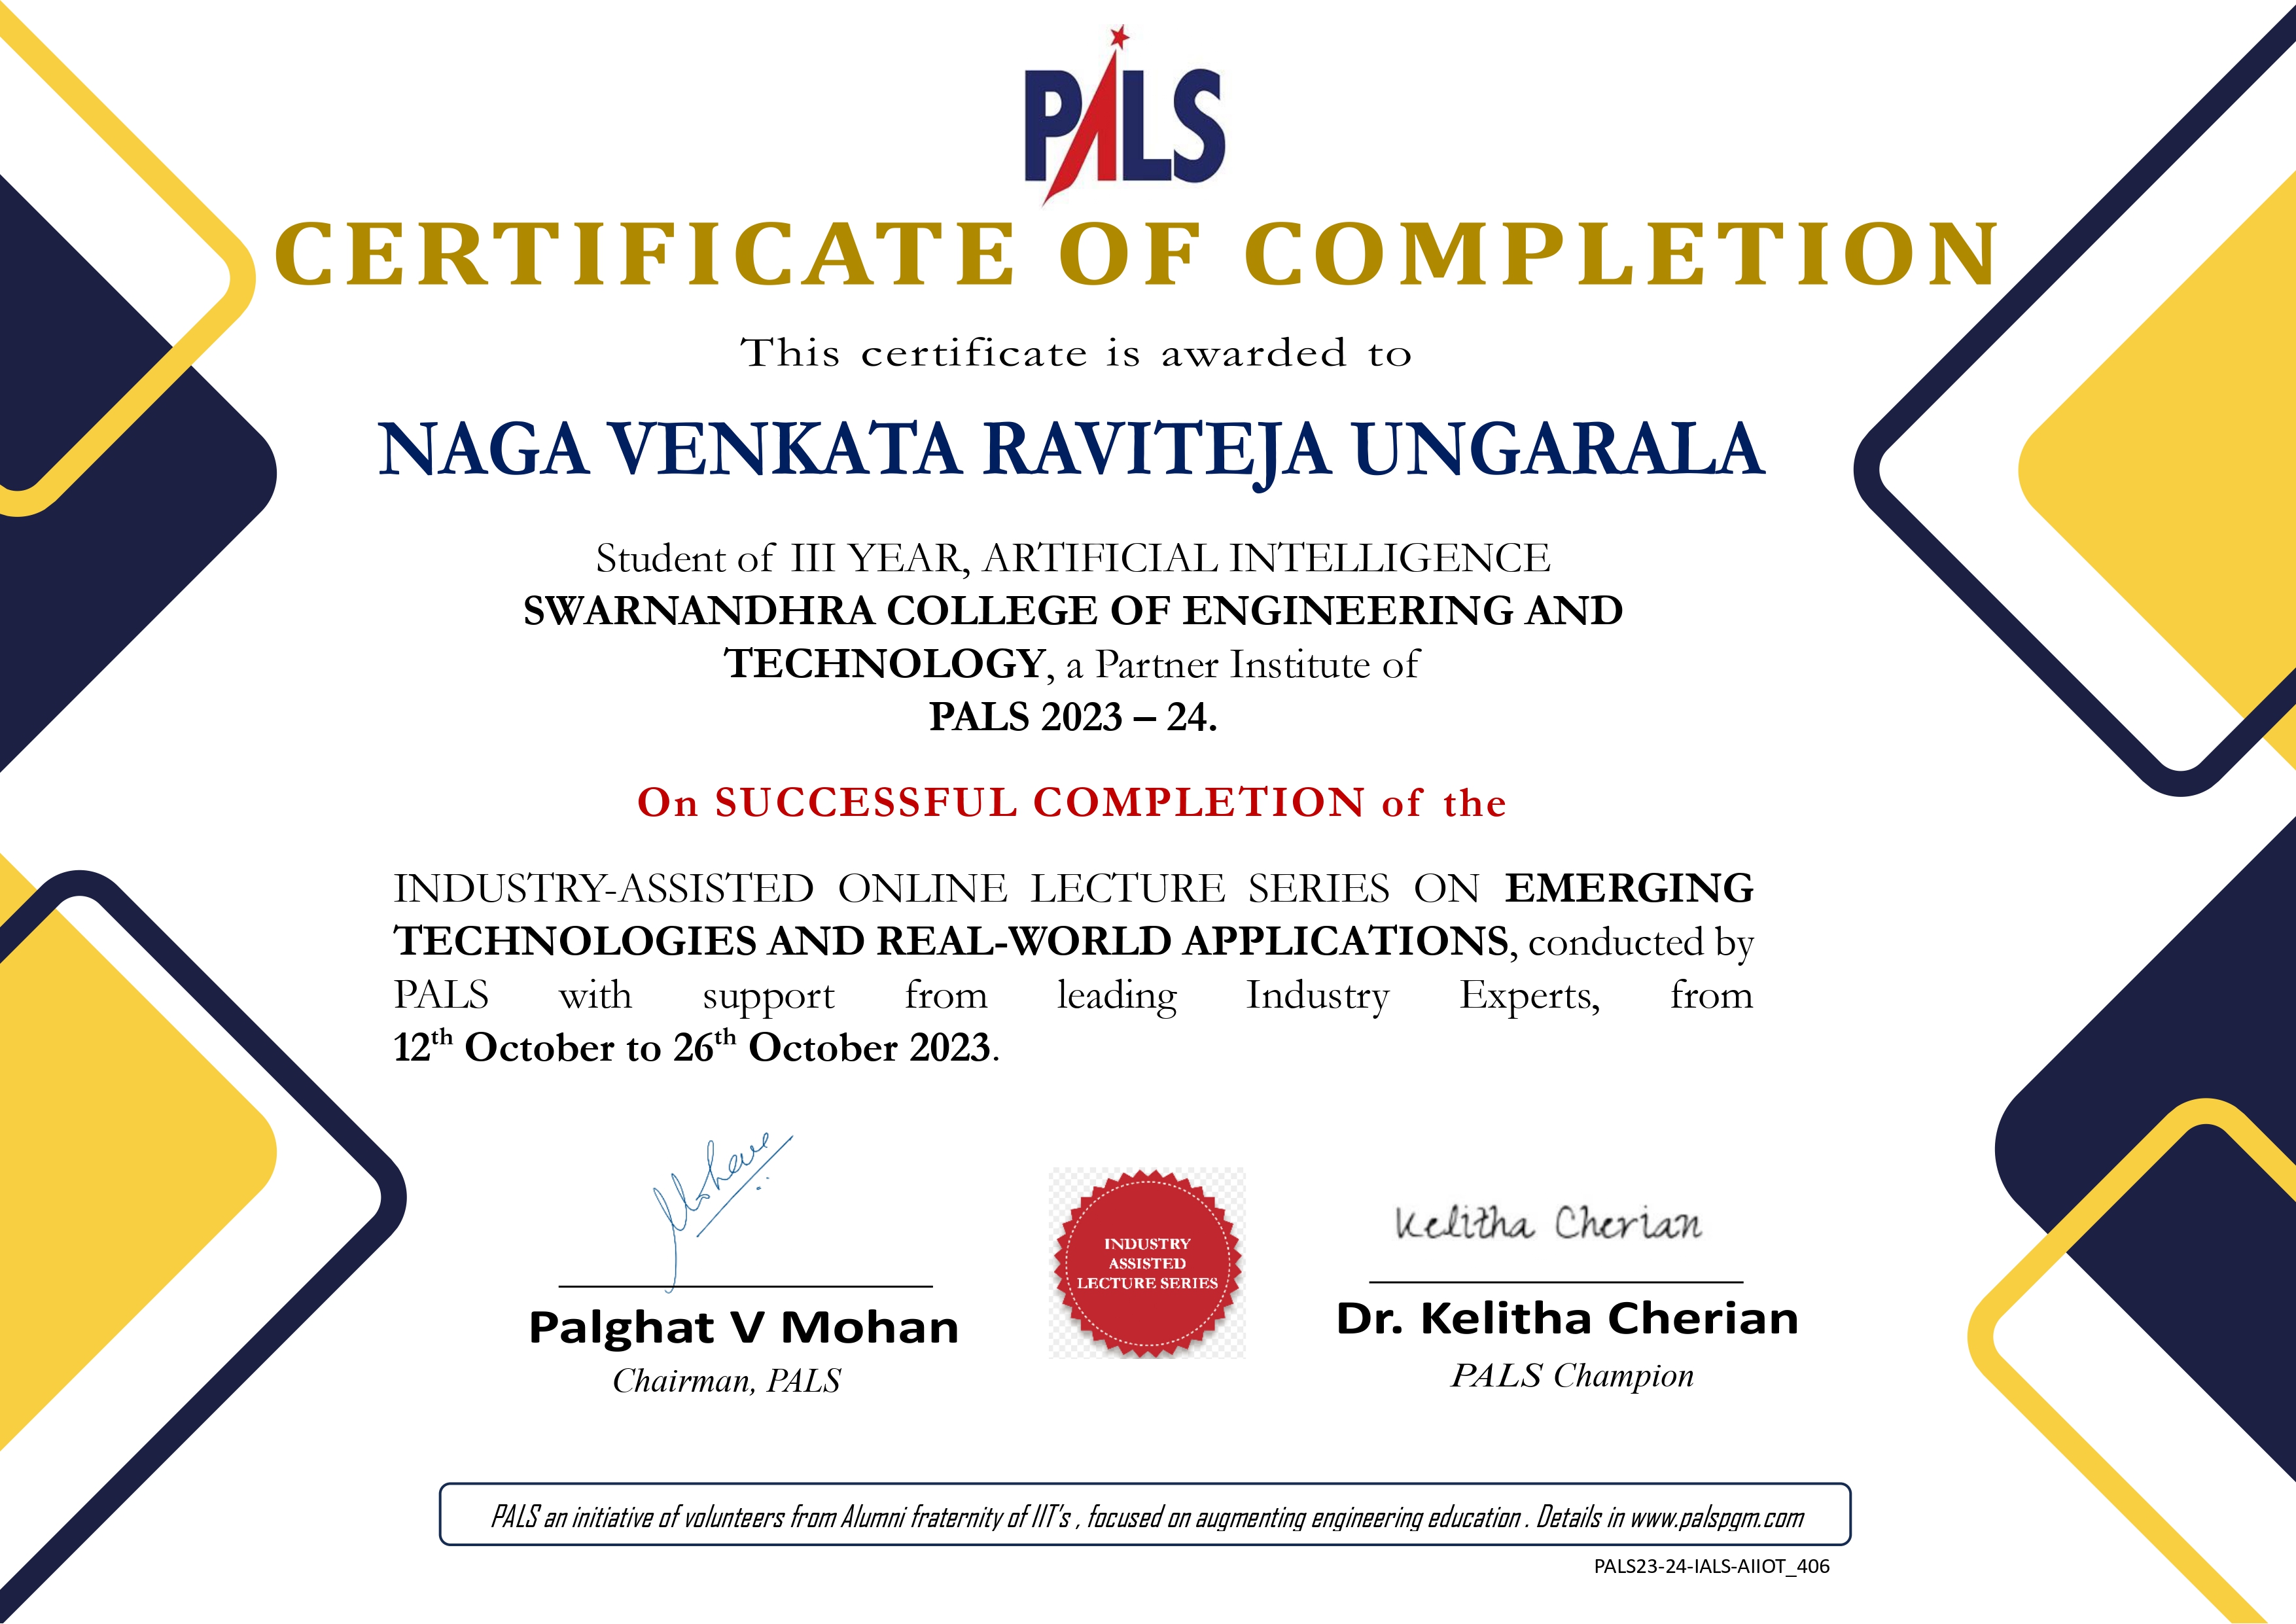 PALS
CERTIFICATE OF COMPLETION
This certificate is awarded to
NAGA VENKATA RAVITEJA UNGARALA
Student of III YEAR, ARTIFICIAL INTELLIGENCE
SWARNANDHRA COLLEGE OF ENGINEERING AND
TECHNOLOGY, a Partner Institute of
PALS 2023 – 24.
On SUCCESSFUL COMPLETION of the
INDUSTRY-ASSISTED ONLINE LECTURE SERIES ON EMERGING
TECHNOLOGIES AND REAL-WORLD APPLICATIONS, conducted by
PALS with support from leading Industry Experts, from
12th October to 26th October 2023.
Mohan
Kelitha Cherian
INDUSTRY
ASSISTED
LECTURE SERIES
Palghat V Mohan
Dr. Kelitha Cherian
Chairman, PALS
PALS Champion
PALS an initiative of volunteers from Alumni fraternity of IIT's , focused on augmenting engineering education . Details in www.palspgm.com
PALS23-24-IALS-AIIOT_406